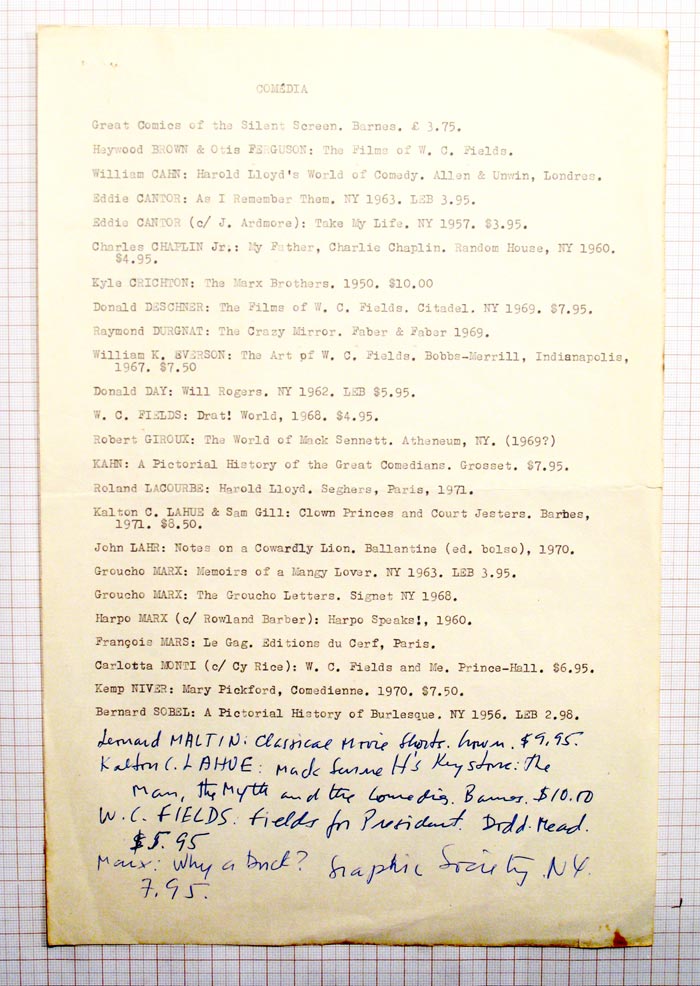 COMÉDIA
Great Comics of the Silent Screen. Barnes. £ 3.75.
Heywood BROWN & Otis FERGUSON: The Films of W. C. Fields.
William CAHN: Harold Lloyd's World of Comedy. Allen & Unwin, Londres.
Eddie CANTOR: As I Remember Them. NY 1963. LEB 3.95.
Eddie CANTOR (c/ J. Ardmore): Take My Life. NY 1957. $3.95.
Charles CHAPLIN Jr.: My Father, Charlie Chaplin. Random House, NY 1960.
$4.95.
Kyle CRICHTON: The Marx Brothers. 1950. $10.00
Donald DESCHNER: The Films of W. C. Fields. Citadel. NY 1969. $7.95.
Raymond DURGNAT: The Crazy Mirror. Faber & Faber 1969.
William K. EVERSON: The Art of W. C. Fields. Bobbs-Merrill, Indianapolis,
1967. $7.50
Donald DAY: Will Rogers. NY 1962. LEB $5.95.
W. C. FIELDS: Drat! World, 1968. $4.95.
Robert GIROUX: The World of Mack Sennett. Atheneum, NY. (1969?)
KAHN: A Pictorial History of the Great Comedians. Grosset. $7.95.
Roland LACOURBE: Harold Lloyd. Seghers, Paris, 1971.
Kalton C. LAHUE & Sam Gill: Clown Princes and Court Jesters. Barbes,
1971. $8.50.
John LAHR: Notes on a Cowardly Lion. Ballantine (ed. bolso), 1970.
Groucho MARX: Memoirs of a Mangy Lover. NY 1963. LEB 3.95.
Groucho MARX: The Groucho Letters. Signet NY 1968.
Harpo MARX (c/ Rowland Barber): Harpo Speaks!, 1960.
François MARS: Le Gag. Editions du Cerf, Paris.
Carlotta MONTI (c/ Cy Rice): W. C. Fields and Me. Prince-Hall. $6.95.
Kemp NIVER: Mary Pickford, Comedienne. 1970. $7.50.
Bernard SOBEL: A Pictorial History of Burlesque. NY 1956. LEB 2.98.
Leonard MALTIN: Classical Movie Shorts. Crown. $9.95.
Kalton C. LAHUE: Mack Sennett's Keystone: The
Man, the Myth and the Comedies. Barnes. $10.00
W.C. FIELDS. Fields for President. Dodd. Mead.
$5.95
Marx: Why a Duck? Graphic Society. NY.
7.95.